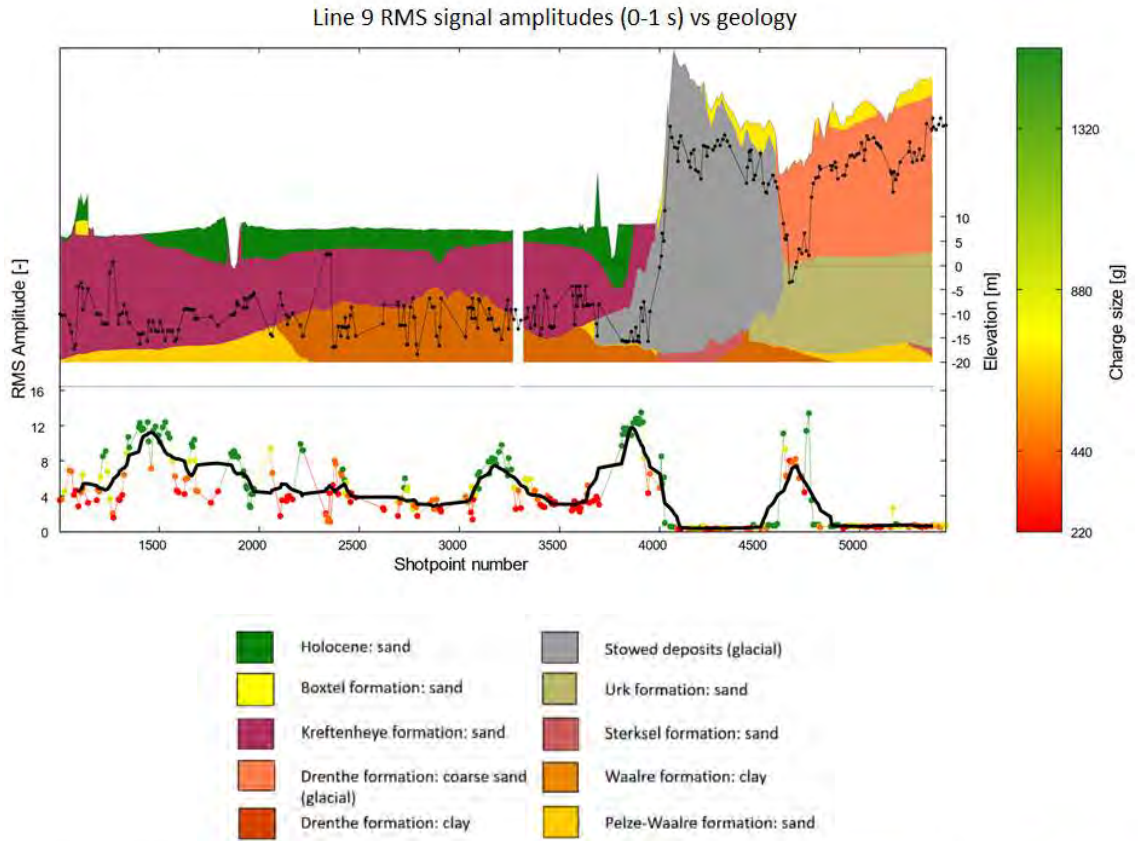 Line 9 RMS signal amplitudes (0-1 s) vs geology
10
5
0
-5
-10
-15
-20
Elevation [m]
RMS Amplitude [-]
16
12
8
4
0
1500 2000 2500 3000 3500 4000 4500 5000
Shotpoint number
1320
880
440
220
Charge size [g]
Holocene: sand
Boxtel formation: sand
Kreftenheye formation: sand
Drenthe formation: coarse sand
(glacial)
Drenthe formation: clay
Stowed deposits (glacial)
Urk formation: sand
Sterksel formation: sand
Waalre formation: clay
Pelze-Waalre formation: sand